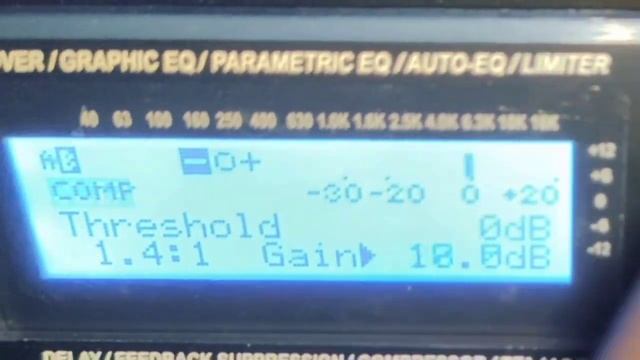 OVER / GRAPHIC EQ / PARAMETRIC EQ / AUTO-EQ / LIMITER
40 63 100 160 250 400 630 1.0K 1.6K 2.5K 4.0K 6.3K 10K 16K
+12
+6
0
-6
-12
A -0+
COMP -30 -20 0 +20
Threshold 0dB
1.4:1 Gain▶ 10.0dB
DELAY / FEEDBACK SUPPRESSION / COMPRESSOR